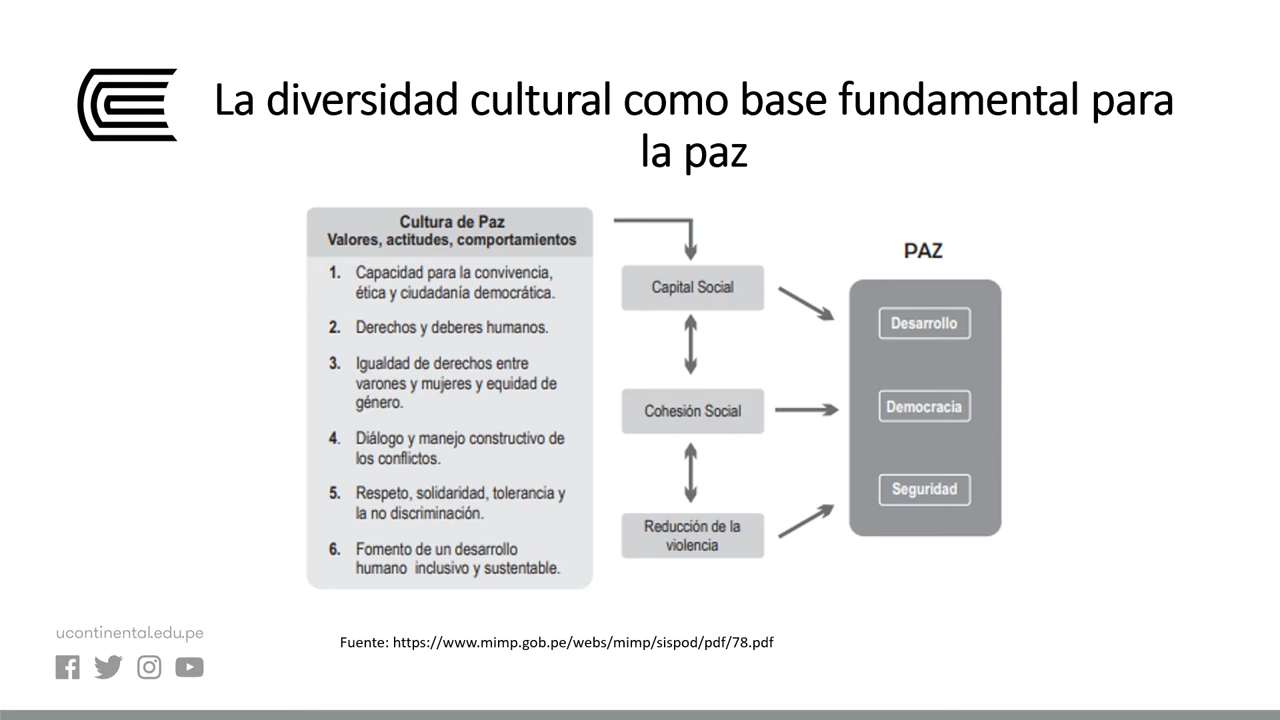 La diversidad cultural como base fundamental para
la paz
Cultura de Paz
Valores, actitudes, comportamientos
1. Capacidad para la convivencia,
ética y ciudadanía democrática.
2. Derechos y deberes humanos.
3. Igualdad de derechos entre
varones y mujeres y equidad de
género.
4. Diálogo y manejo constructivo de
los conflictos.
5. Respeto, solidaridad, tolerancia y
la no discriminación.
6. Fomento de un desarrollo
humano inclusivo y sustentable.
Capital Social
Cohesión Social
Reducción de la
violencia
PAZ
Desarrollo
Democracia
Seguridad
ucontinental.edu.pe
Fuente: https://www.mimp.gob.pe/webs/mimp/sispod/pdf/78.pdf